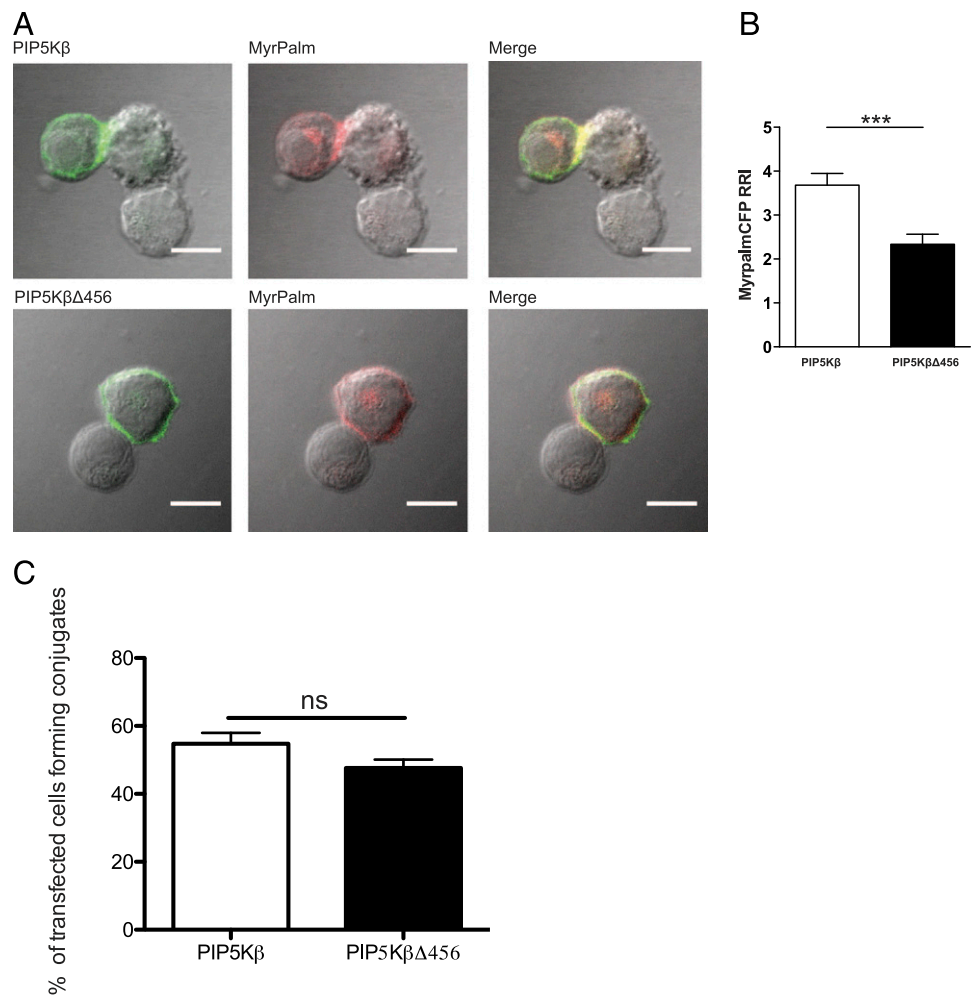 A
PIP5Kβ MyrPalm Merge
PIP5KβΔ456 MyrPalm Merge
B
MyrpalmCFP RRI
5
4
3
2
1
0
***
PIP5Kβ PIP5KβΔ456
C
% of transfected cells forming conjugates
80
60
40
20
0
ns
PIP5Kβ PIP5KβΔ456